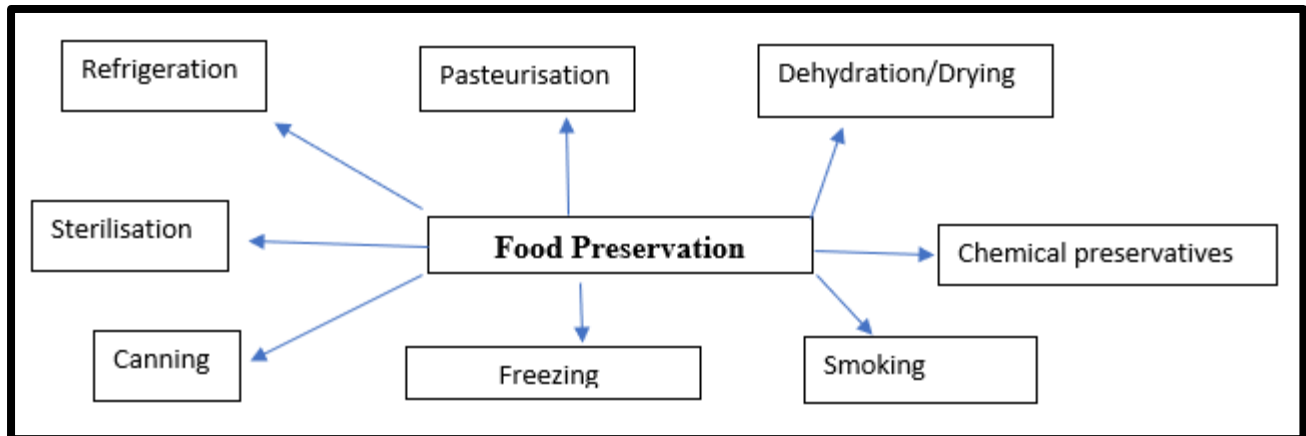 Refrigeration
Pasteurisation
Dehydration/Drying
Sterilisation
Food Preservation
Chemical preservatives
Canning
Freezing
Smoking